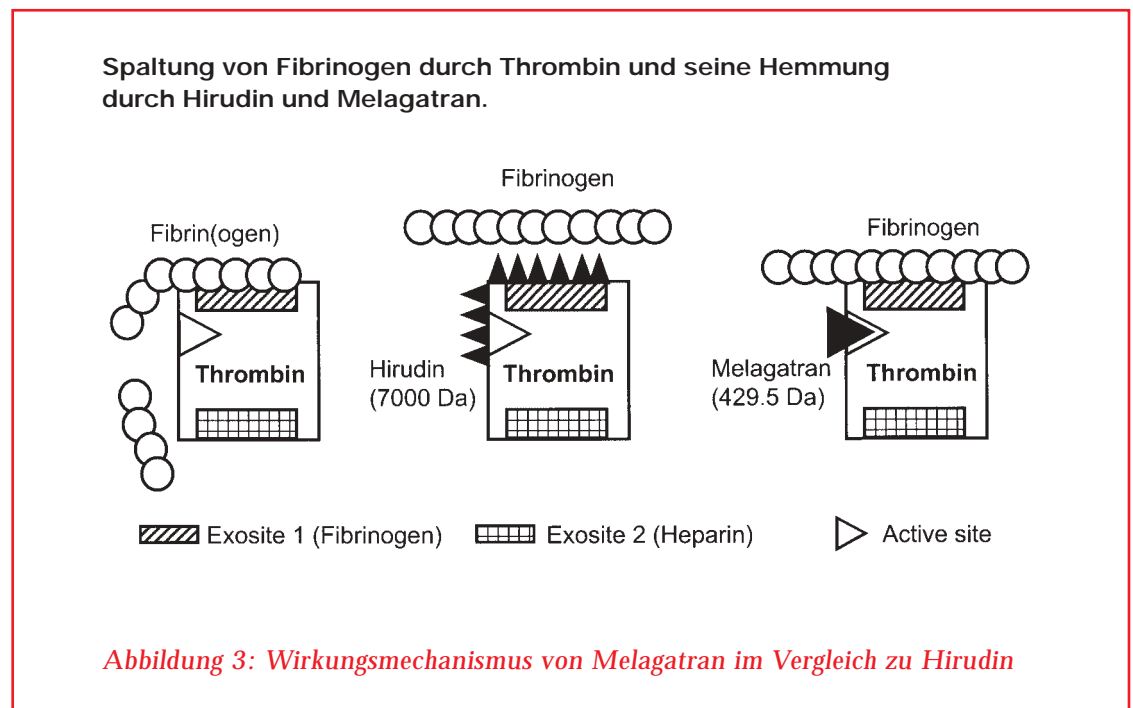 Spaltung von Fibrinogen durch Thrombin und seine Hemmung
durch Hirudin und Melagatran.
Fibrin(ogen)
Thrombin
Fibrinogen
Hirudin
(7000 Da)
Thrombin
Fibrinogen
Melagatran
(429.5 Da)
Thrombin
Exosite 1 (Fibrinogen)
Exosite 2 (Heparin)
Active site
Abbildung 3: Wirkungsmechanismus von Melagatran im Vergleich zu Hirudin